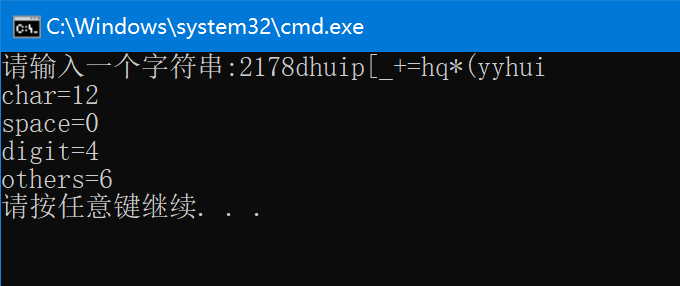 C:\Windows\system32\cmd.exe
请输入一个字符串:2178dhuip[_+=hq*(yyhui
char=12
space=0
digit=4
others=6
请按任意键继续. . .